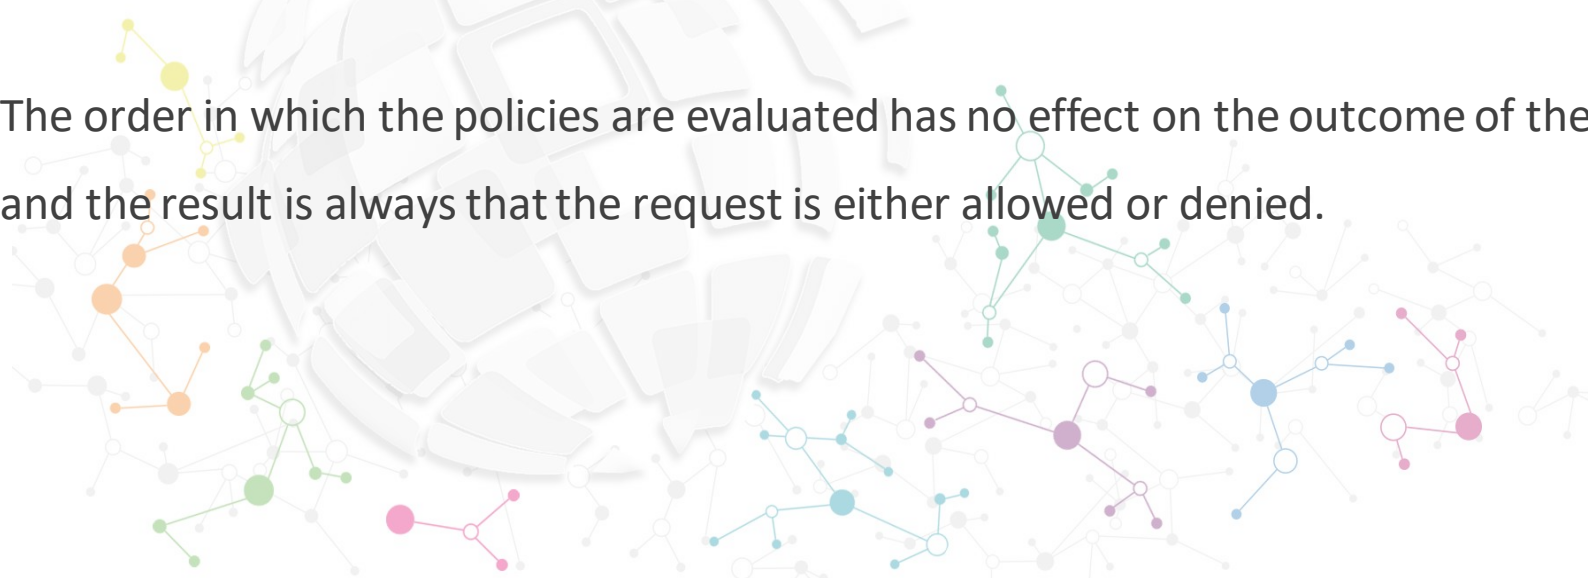 The order in which the policies are evaluated has no effect on the outcome of the
and the result is always that the request is either allowed or denied.